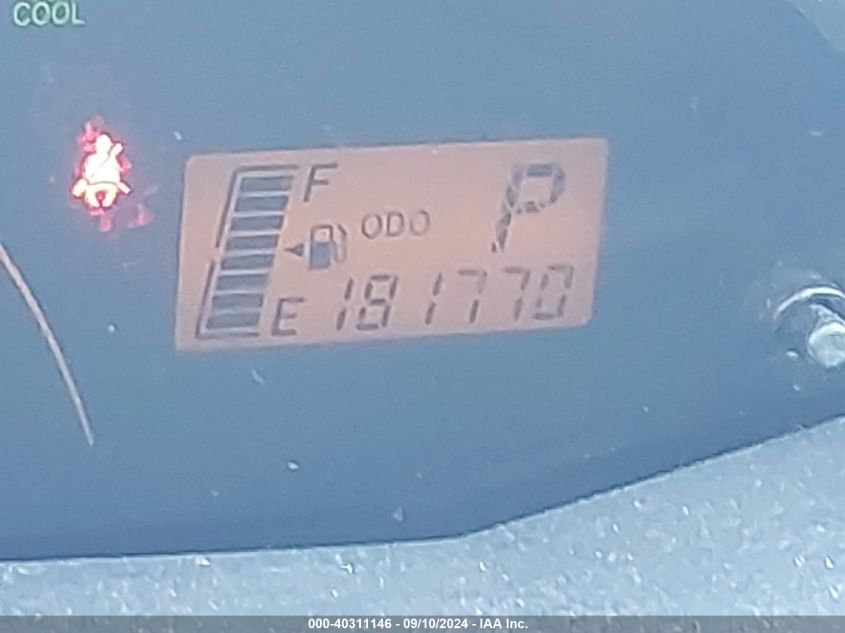 COOL
F
P
ODO
E 181770
000-40311146 - 09/10/2024 - IAA Inc.